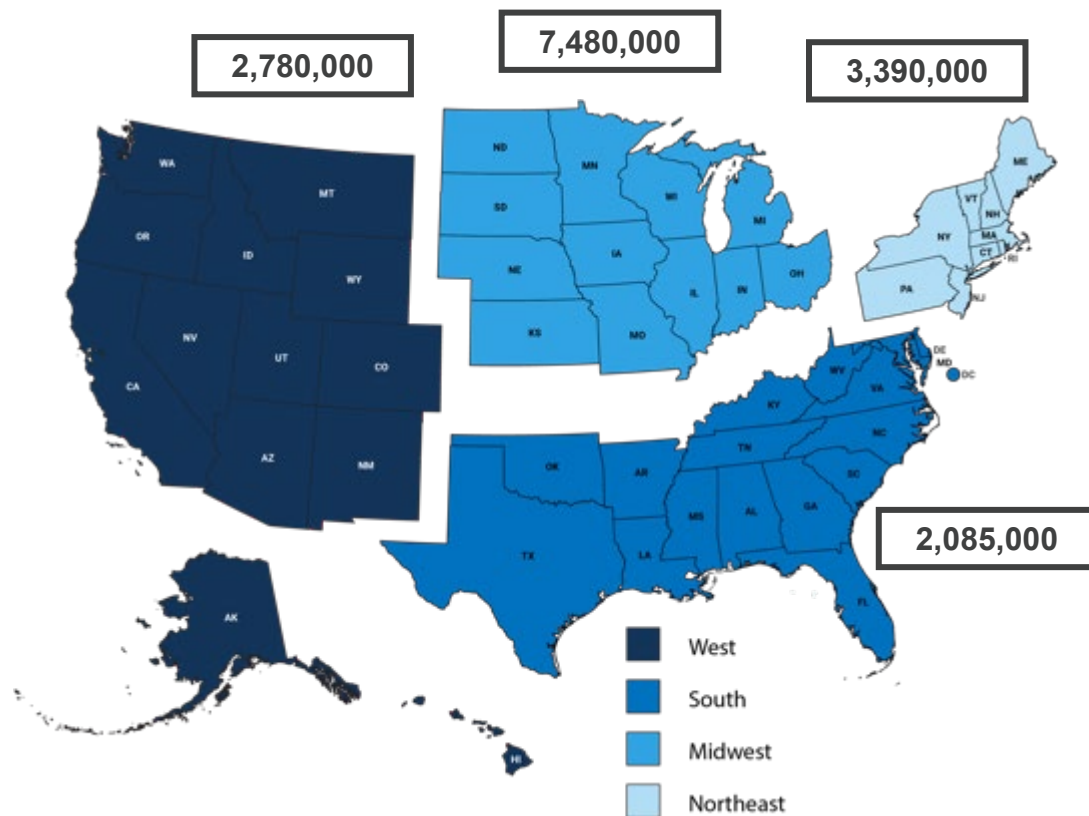 2,780,000
7,480,000
3,390,000
WA
MT
OR
ID
WY
NV
UT
CO
CA
AZ
NM
AK
HI
ND
MN
SD
WI
MI
NE
IA
IL
IN
OH
KS
MO
ME
VT
NH
NY
MA
CT
RI
PA
NJ
DE
MD
DC
WV
VA
KY
NC
TN
OK
AR
SC
MS
AL
GA
TX
LA
FL
2,085,000
West
South
Midwest
Northeast